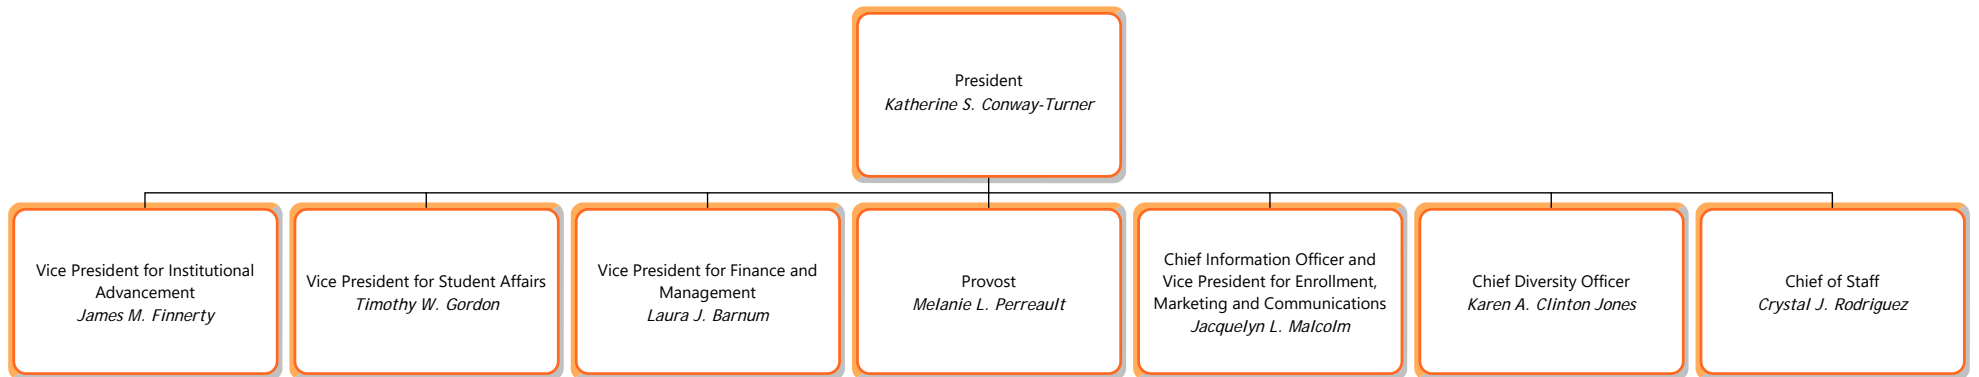 President
Katherine S. Conway-Turner
Vice President for Institutional
Advancement
James M. Finnerty
Vice President for Student Affairs
Timothy W. Gordon
Vice President for Finance and
Management
Laura J. Barnum
Provost
Melanie L. Perreault
Chief Information Officer and
Vice President for Enrollment,
Marketing and Communications
Jacquelyn L. Malcolm
Chief Diversity Officer
Karen A. Clinton Jones
Chief of Staff
Crystal J. Rodriguez